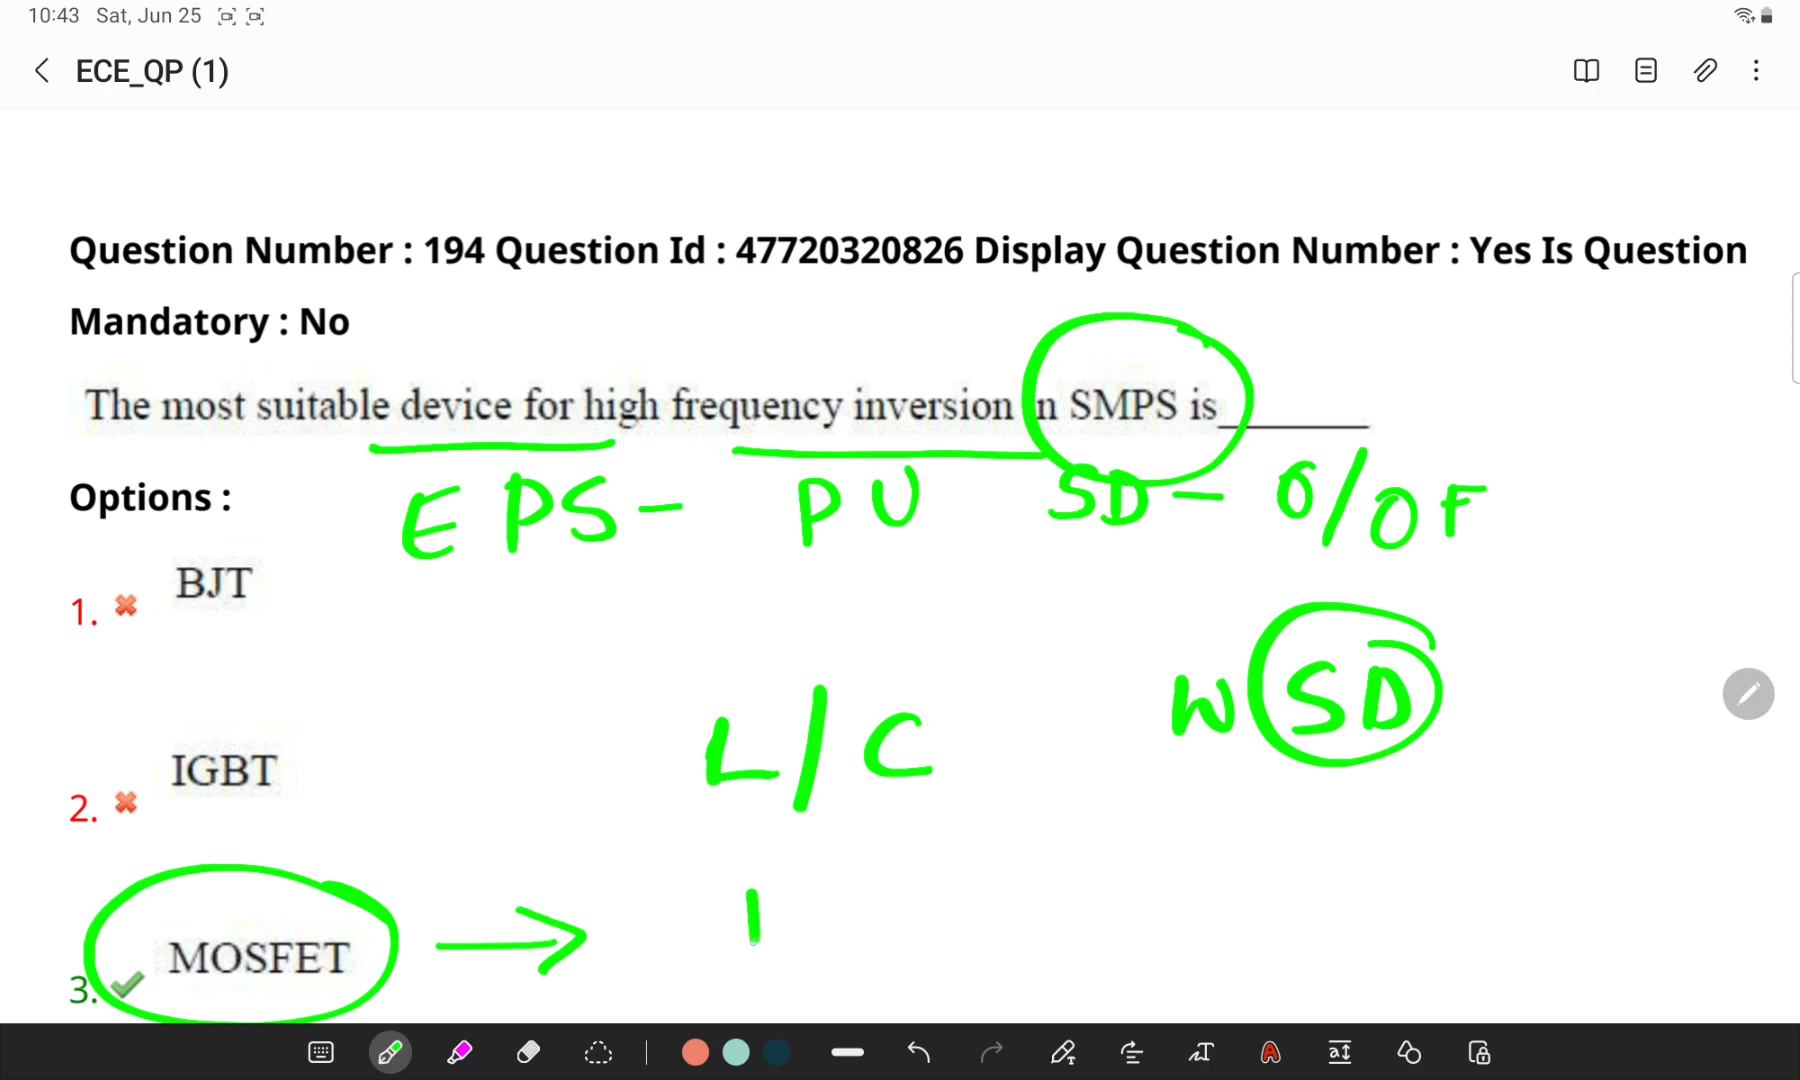 10:43 Sat, Jun 25
ECE_QP (1)
Question Number : 194 Question Id : 47720320826 Display Question Number : Yes Is Question
Mandatory : No
The most suitable device for high frequency inversion in SMPS is______
Options :
EPS - PU SD - O/OF
1. BJT
W SD
L/C
2. IGBT
3. MOSFET